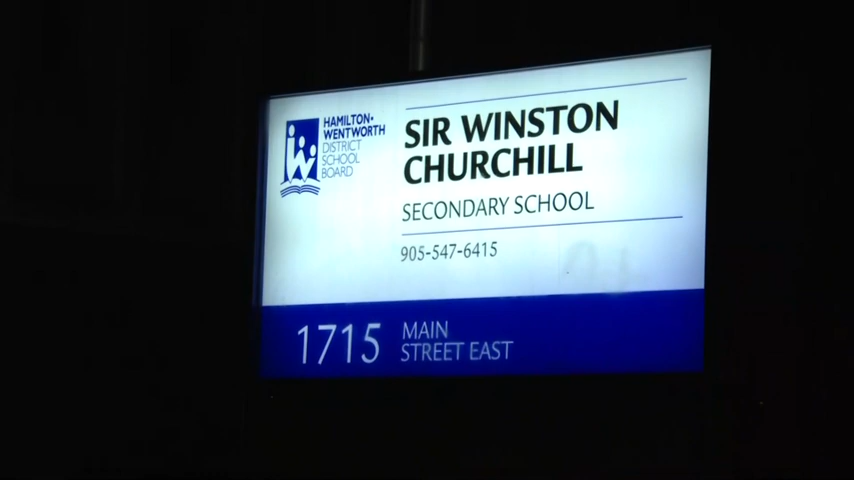 HAMILTON-
WENTWORTH
DISTRICT
SCHOOL
BOARD
SIR WINSTON
CHURCHILL
SECONDARY SCHOOL
905-547-6415
1715
MAIN
STREET EAST